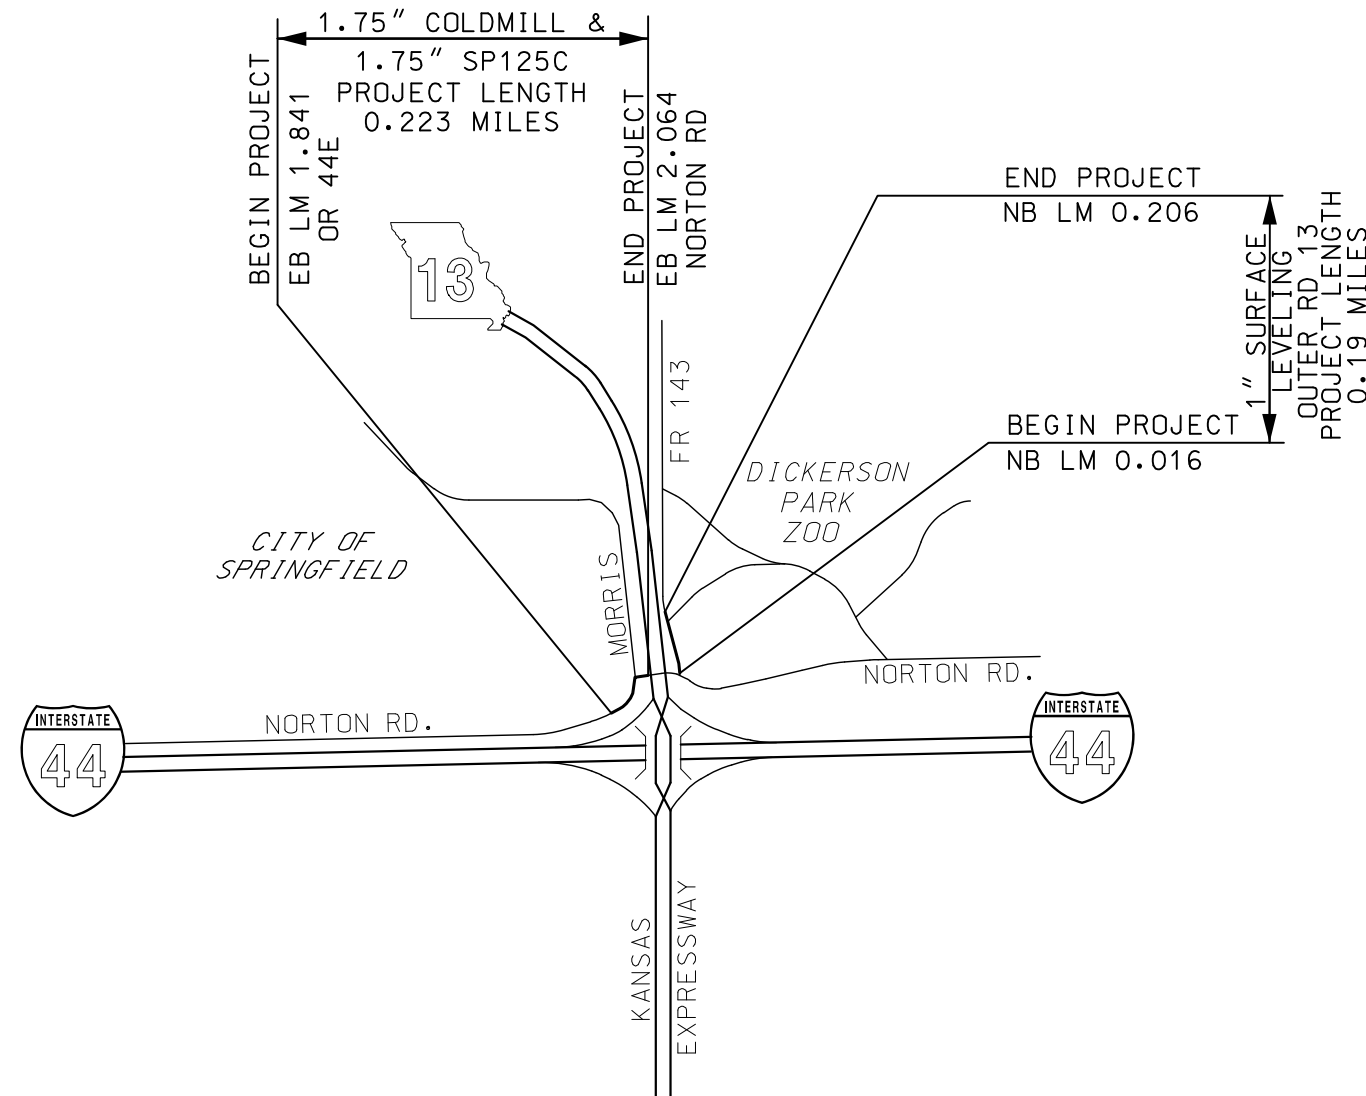 1.75" COLDMILL &
1.75" SP125C
PROJECT LENGTH
0.223 MILES
BEGIN PROJECT
EB LM 1.841
OR 44E
END PROJECT
EB LM 2.064
NORTON RD
END PROJECT
NB LM 0.206
1" SURFACE
LEVELING
OUTER RD 13
PROJECT LENGTH
0.19 MILES
BEGIN PROJECT
NB LM 0.016
13
FR 143
DICKERSON
PARK
ZOO
CITY OF
SPRINGFIELD
MORRIS
NORTON RD.
NORTON RD.
INTERSTATE
44
INTERSTATE
44
KANSAS
EXPRESSWAY